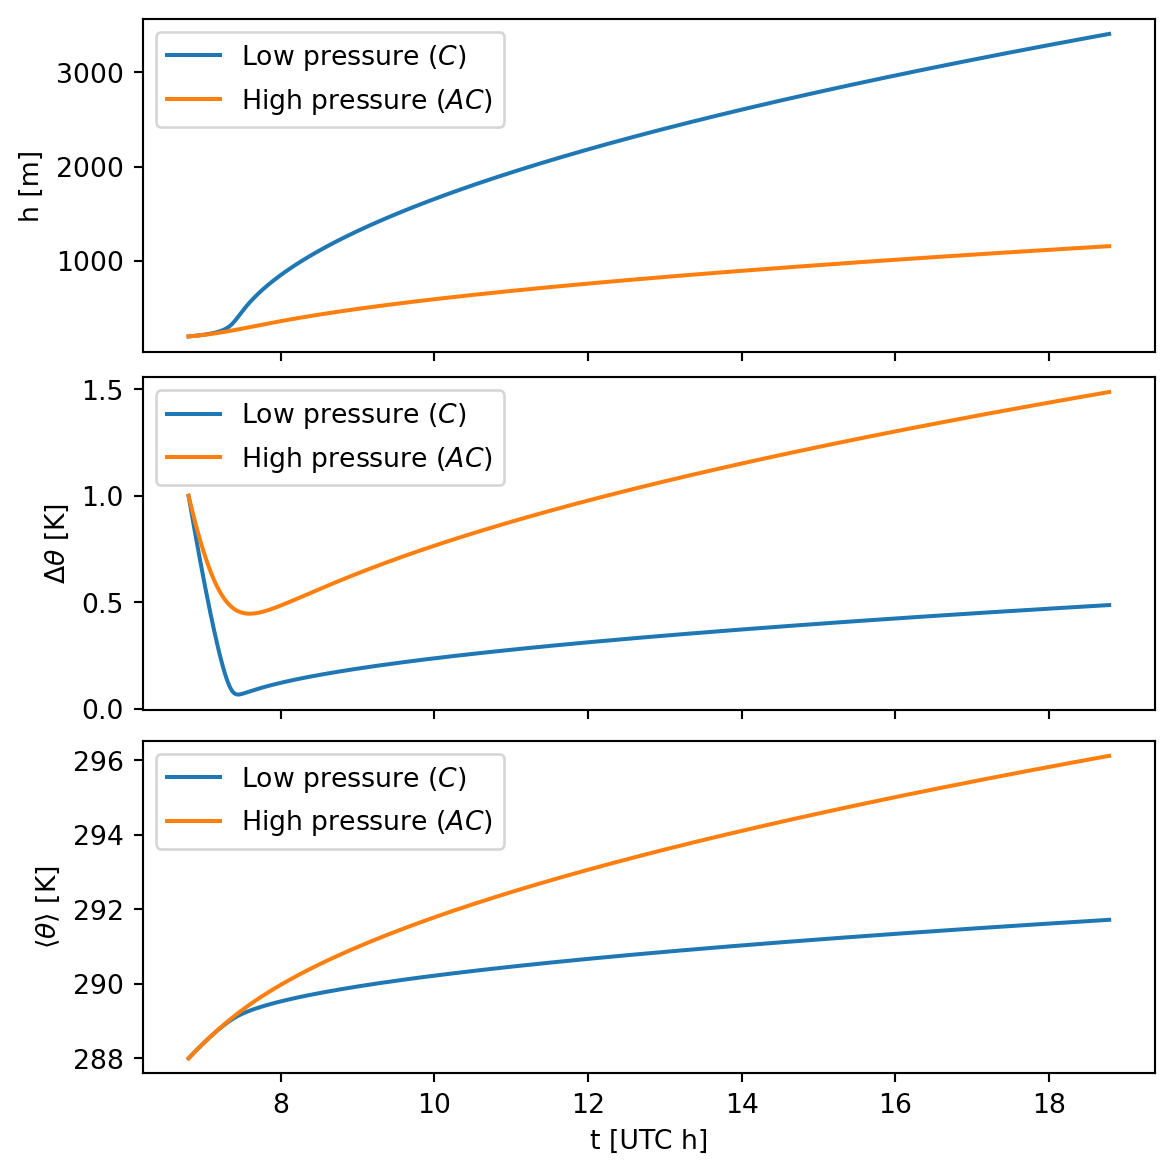 h [m]
3000
2000
1000
Low pressure (C)
High pressure (AC)
Δθ [K]
1.5
1.0
0.5
0.0
Low pressure (C)
High pressure (AC)
⟨θ⟩ [K]
296
294
292
290
288
Low pressure (C)
High pressure (AC)
8 10 12 14 16 18
t [UTC h]